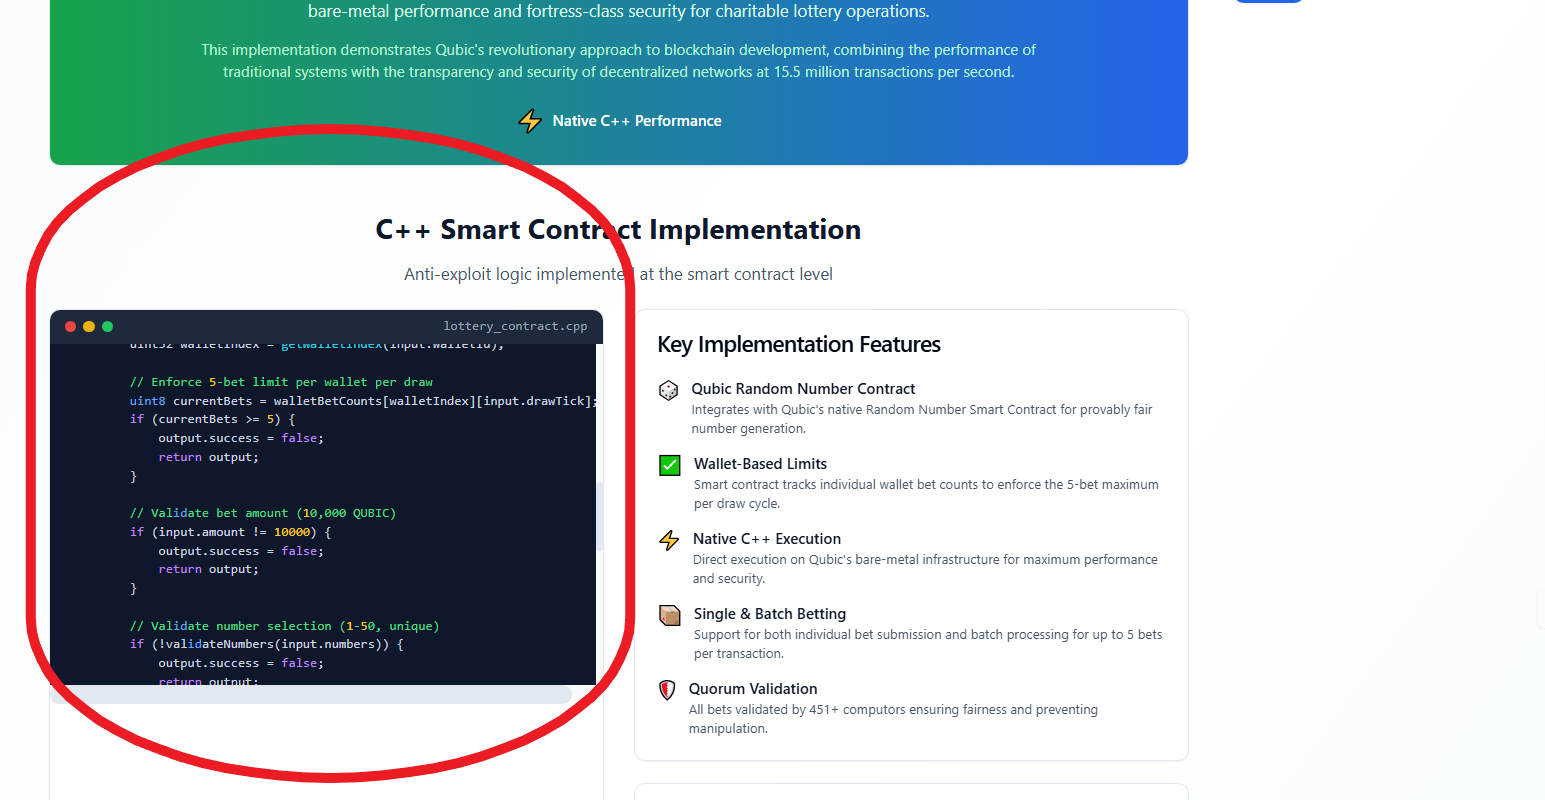 bare-metal performance and fortress-class security for charitable lottery operations.
This implementation demonstrates Qubic's revolutionary approach to blockchain development, combining the performance of
traditional systems with the transparency and security of decentralized networks at 15.5 million transactions per second.
Native C++ Performance
C++ Smart Contract Implementation
Anti-exploit logic implemented at the smart contract level
lottery_contract.cpp
uint32 walletIndex = getWalletIndex(input.walletId);
// Enforce 5-bet limit per wallet per draw
uint8 currentBets = walletBetCounts[walletIndex][input.drawTick];
if (currentBets >= 5) {
output.success = false;
return output;
}
// Validate bet amount (10,000 QUBIC)
if (input.amount != 10000) {
output.success = false;
return output;
}
// Validate number selection (1-50, unique)
if (!validateNumbers(input.numbers)) {
output.success = false;
return output;
Key Implementation Features
Qubic Random Number Contract
Integrates with Qubic's native Random Number Smart Contract for provably fair
number generation.
Wallet-Based Limits
Smart contract tracks individual wallet bet counts to enforce the 5-bet maximum
per draw cycle.
Native C++ Execution
Direct execution on Qubic's bare-metal infrastructure for maximum performance
and security.
Single & Batch Betting
Support for both individual bet submission and batch processing for up to 5 bets
per transaction.
Quorum Validation
All bets validated by 451+ computors ensuring fairness and preventing
manipulation.